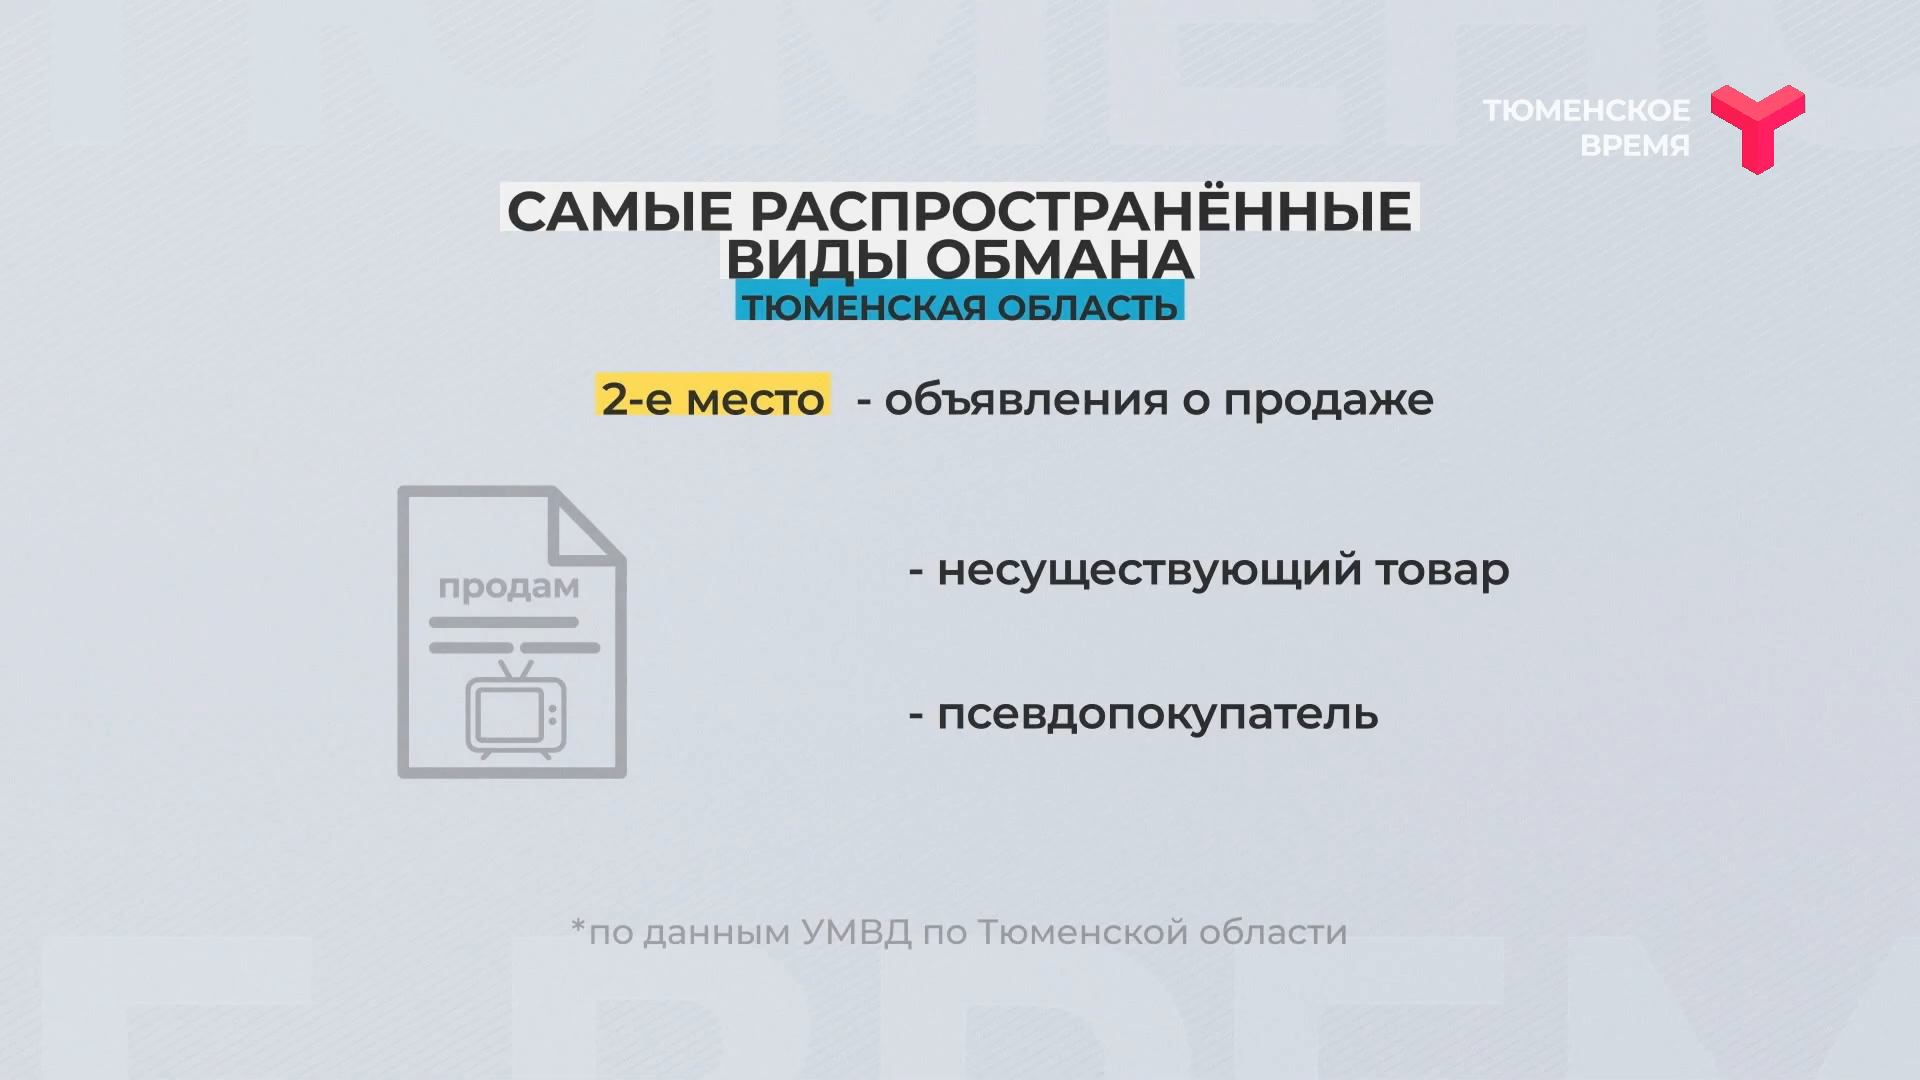 ТЮМЕНСКОЕ
ВРЕМЯ
САМЫЕ РАСПРОСТРАНЁННЫЕ
ВИДЫ ОБМАНА
ТЮМЕНСКАЯ ОБЛАСТЬ
2-е место - объявления о продаже
продам
- несуществующий товар
- псевдопокупатель
*по данным УМВД по Тюменской области